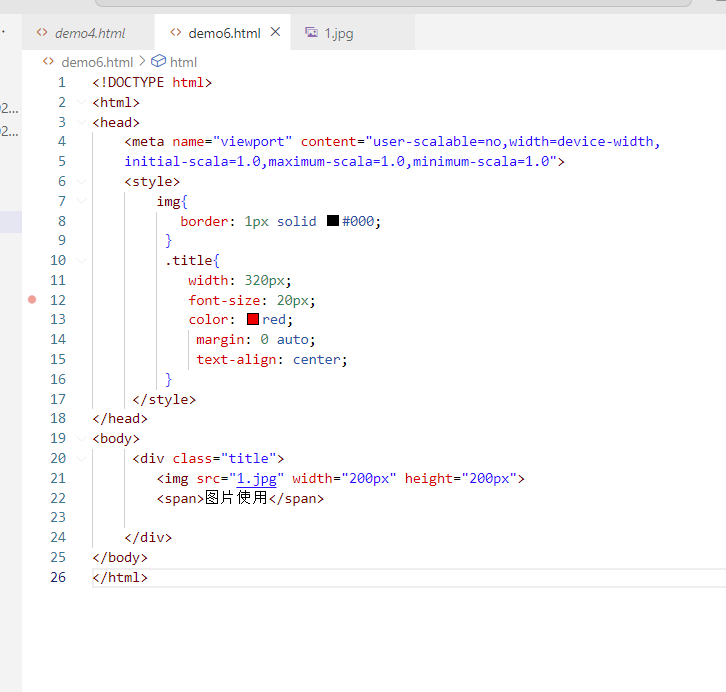 demo4.html demo6.html 1.jpg
demo6.html html
02...
02...
1 <!DOCTYPE html>
2 <html>
3 <head>
4 <meta name="viewport" content="user-scalable=no,width=device-width,
5 initial-scala=1.0,maximum-scala=1.0,minimum-scala=1.0">
6 <style>
7 img{
8 border: 1px solid #000;
9 }
10 .title{
11 width: 320px;
12 font-size: 20px;
13 color: red;
14 margin: 0 auto;
15 text-align: center;
16 }
17 </style>
18 </head>
19 <body>
20 <div class="title">
21 <img src="1.jpg" width="200px" height="200px">
22 <span>图片使用</span>
23
24 </div>
25 </body>
26 </html>